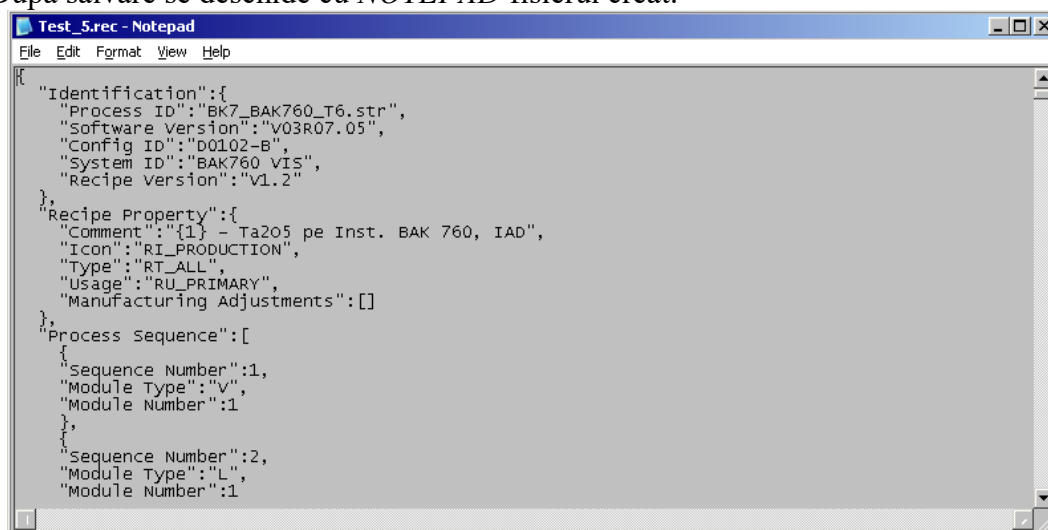 După salvare se deschide cu NOTEPAD fișierul creat.
Test_5.rec - Notepad
File Edit Format View Help
{
"Identification":{
"Process ID":"BK7_BAK760_T6.str",
"Software Version":"V03R07.05",
"Config ID":"D0102-B",
"System ID":"BAK760 VIS",
"Recipe Version":"V1.2"
},
"Recipe Property":{
"Comment":"{1} - Ta2O5 pe Inst. BAK 760, IAD",
"Icon":"RI_PRODUCTION",
"Type":"RT_ALL",
"Usage":"RU_PRIMARY",
"Manufacturing Adjustments":[]
},
"Process Sequence":[
{
"Sequence Number":1,
"Module Type":"V",
"Module Number":1
},
{
"Sequence Number":2,
"Module Type":"L",
"Module Number":1